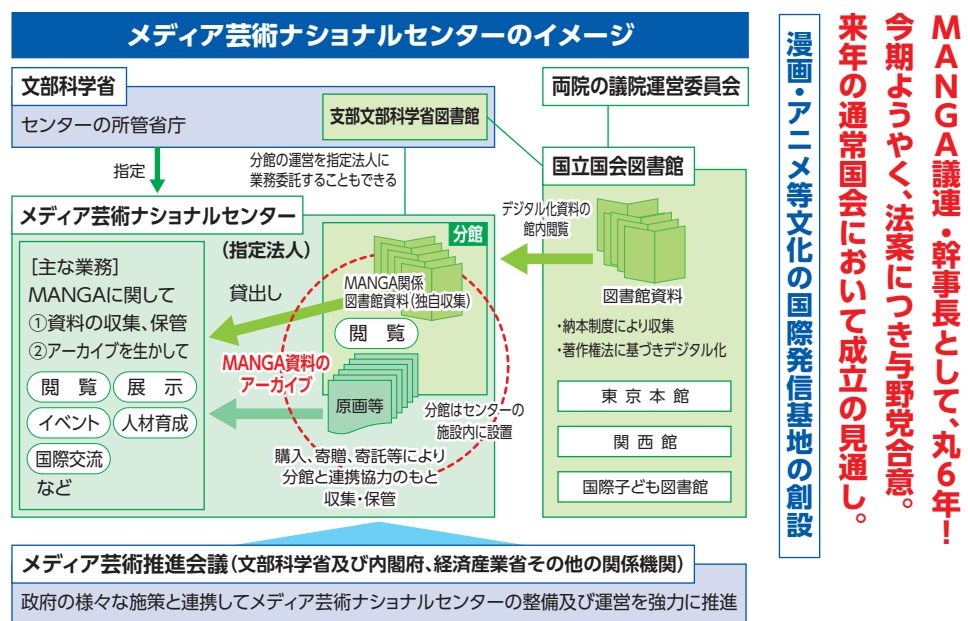 メディア芸術ナショナルセンターのイメージ
文部科学省
センターの所管省庁
支部文部科学省図書館
両院の議院運営委員会
指定
分館の運営を指定法人に
業務委託することもできる
国立国会図書館
メディア芸術ナショナルセンター
(指定法人)
[主な業務]
MANGAに関して
①資料の収集、保管
②アーカイブを生かして
閲覧
展示
イベント
人材育成
国際交流
など
貸出し
分館
MANGA関係
図書館資料(独自収集)
閲覧
MANGA資料の
アーカイブ
原画等
分館はセンターの
施設内に設置
購入、寄贈、寄託等により
分館と連携協力のもと
収集・保管
デジタル化資料の
館内閲覧
図書館資料
・納本制度により収集
・著作権法に基づきデジタル化
東京本館
関西館
国際子ども図書館
メディア芸術推進会議(文部科学省及び内閣府、経済産業省その他の関係機関)
政府の様々な施策と連携してメディア芸術ナショナルセンターの整備及び運営を強力に推進
MANGA議連・幹事長として、丸6年!
今期ようやく、法案につき与野党合意。
来年の通常国会において成立の見通し。
漫画・アニメ等文化の国際発信基地の創設